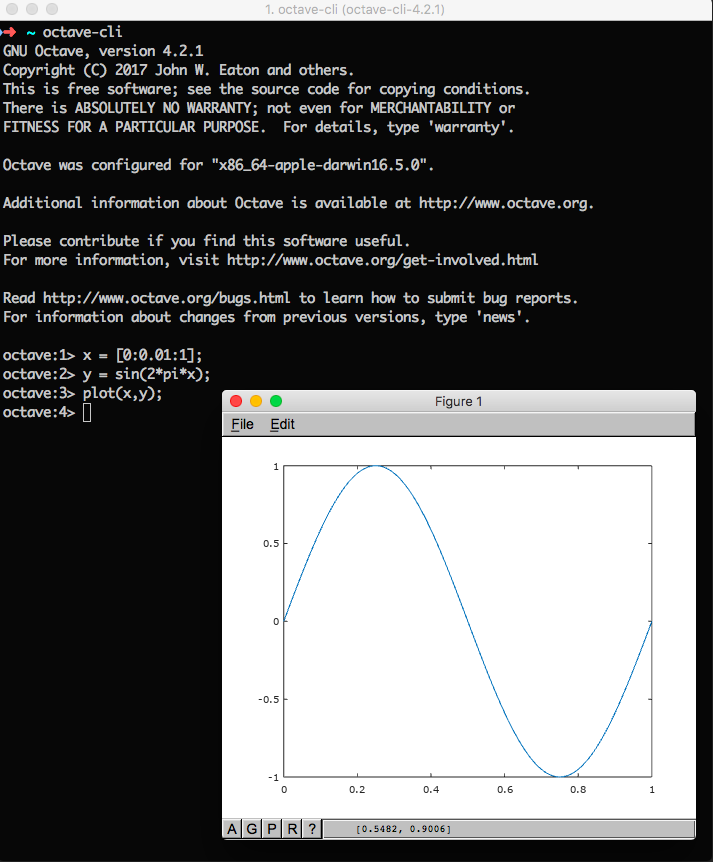 1. octave-cli (octave-cli-4.2.1)
➜ ~ octave-cli
GNU Octave, version 4.2.1
Copyright (C) 2017 John W. Eaton and others.
This is free software; see the source code for copying conditions.
There is ABSOLUTELY NO WARRANTY; not even for MERCHANTABILITY or
FITNESS FOR A PARTICULAR PURPOSE.  For details, type 'warranty'.
Octave was configured for "x86_64-apple-darwin16.5.0".
Additional information about Octave is available at http://www.octave.org.
Please contribute if you find this software useful.
For more information, visit http://www.octave.org/get-involved.html
Read http://www.octave.org/bugs.html to learn how to submit bug reports.
For information about changes from previous versions, type 'news'.
octave:1> x = [0:0.01:1];
octave:2> y = sin(2*pi*x);
octave:3> plot(x,y);
octave:4>
Figure 1
File Edit
1
0.5
0
-0.5
-1
0 0.2 0.4 0.6 0.8 1
A G P R ? [0.5482, 0.9006]